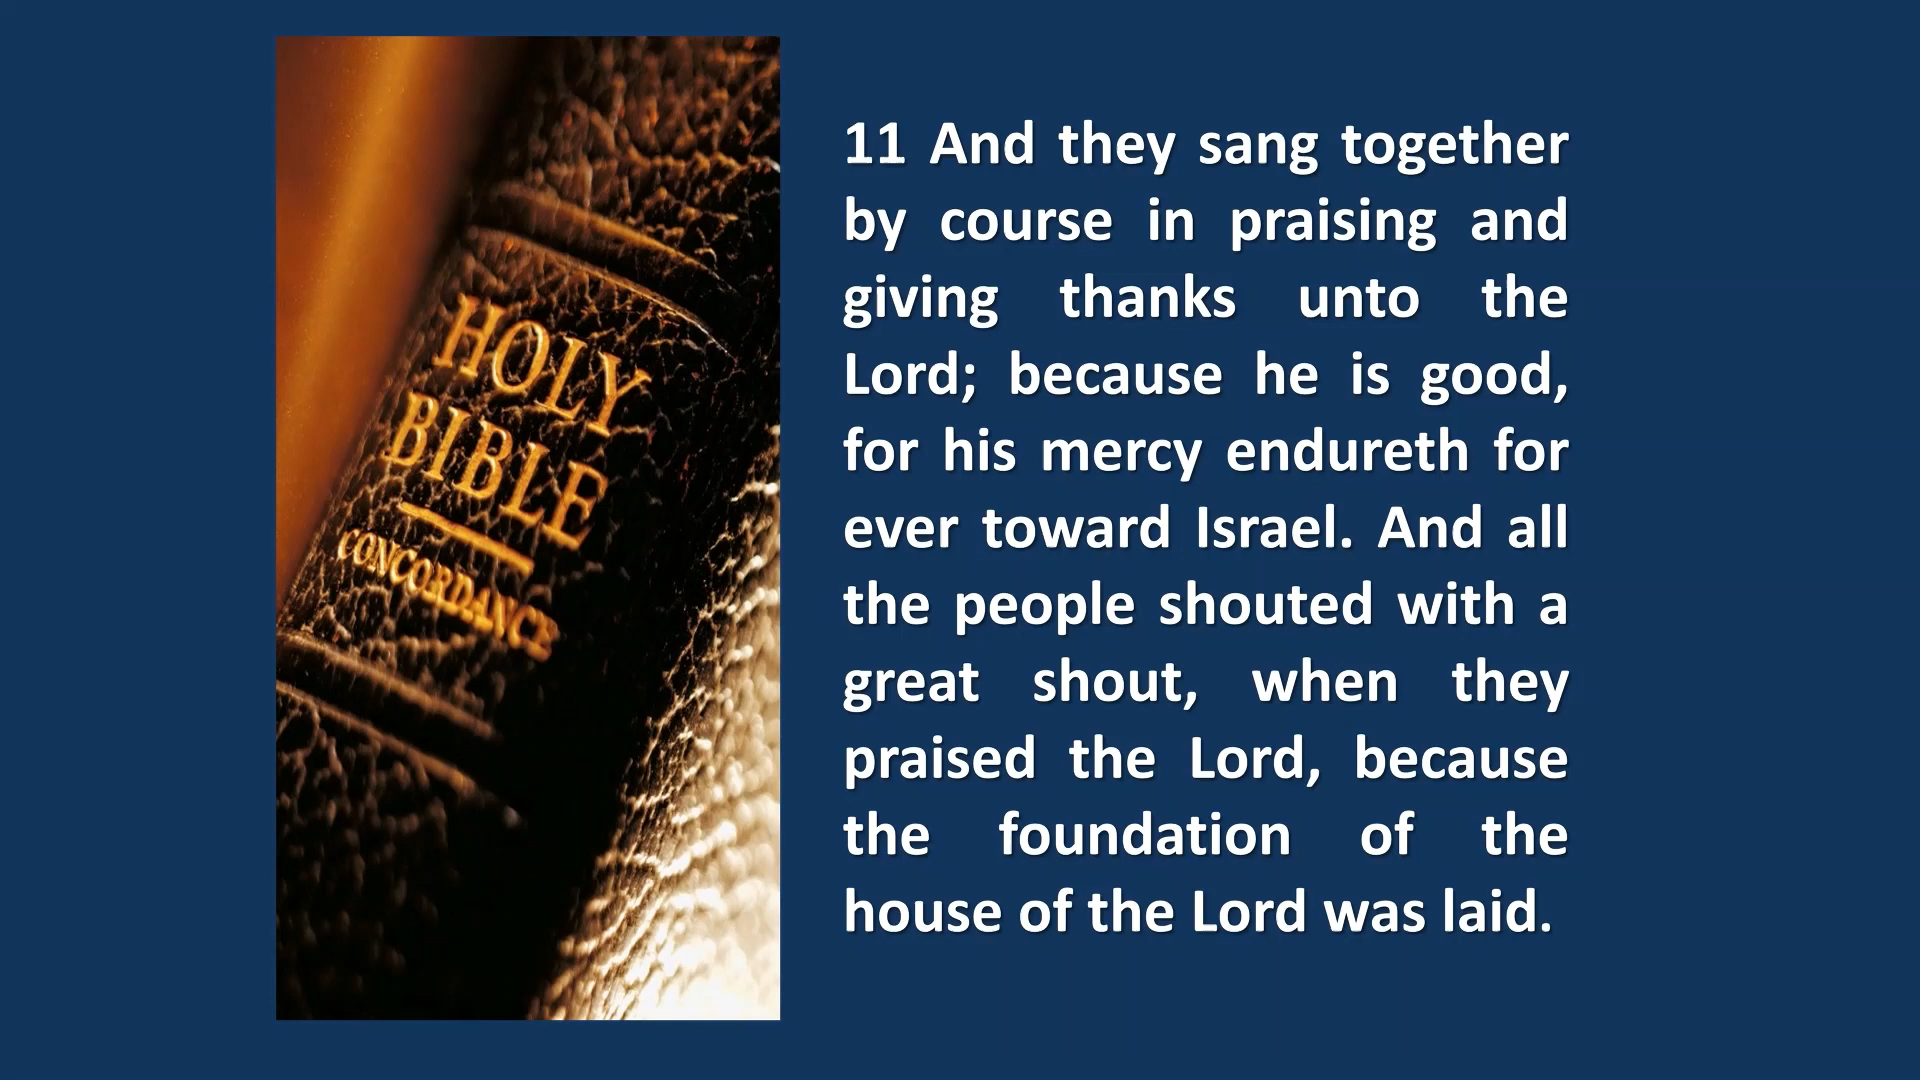 HOLY
BIBLE
CONCORDANCE
11 And they sang together
by course in praising and
giving thanks unto the
Lord; because he is good,
for his mercy endureth for
ever toward Israel. And all
the people shouted with a
great shout, when they
praised the Lord, because
the foundation of the
house of the Lord was laid.